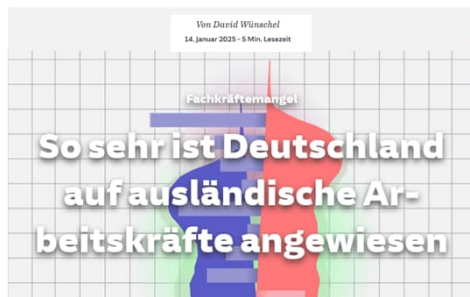 Von David Wünschel
14. Januar 2025 - 5 Min. Lesezeit
Fachkräftemangel
So sehr ist Deutschland
auf ausländische Ar-
beitskräfte angewiesen